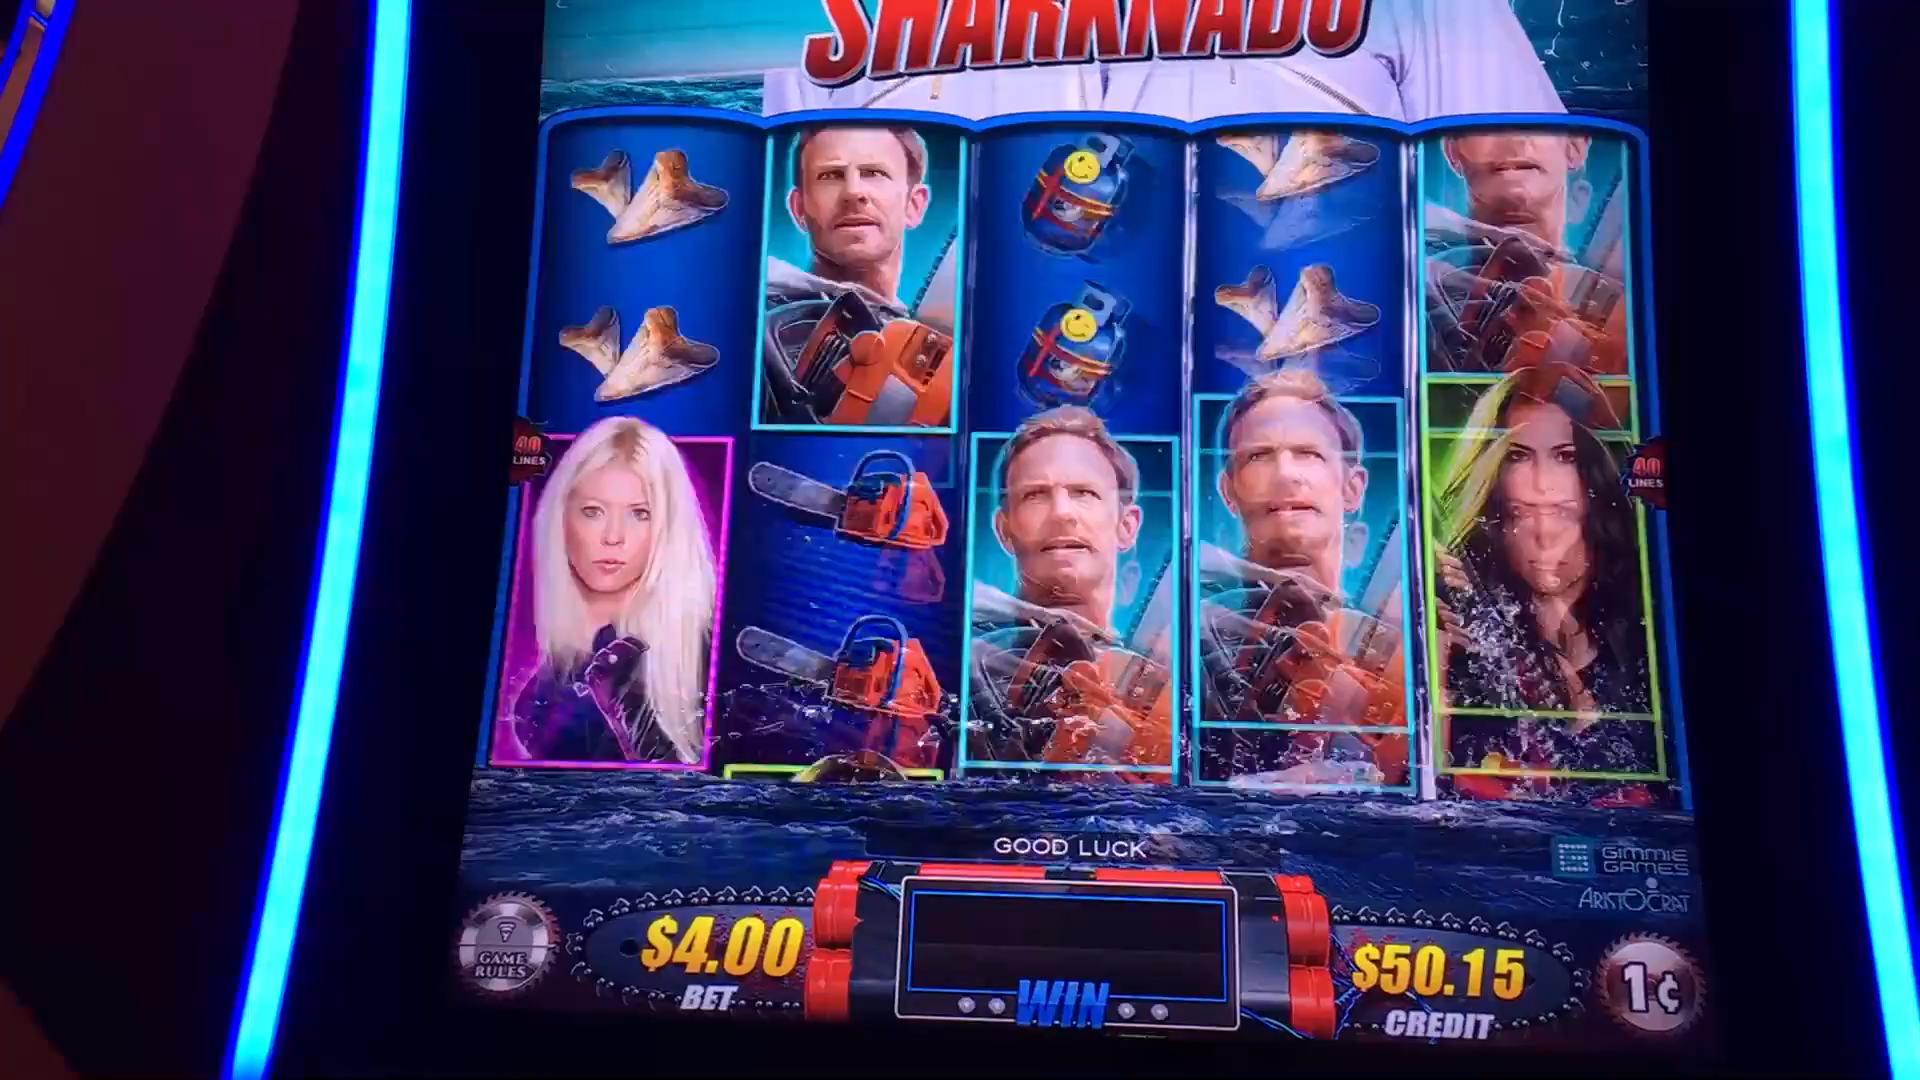 SHARKNADO
40
LINES
40
LINES
GOOD LUCK
GIMMIE
GAMES
ARISTOCRAT
GAME
RULES
$4.00
BET
WIN
$50.15
CREDIT
1¢